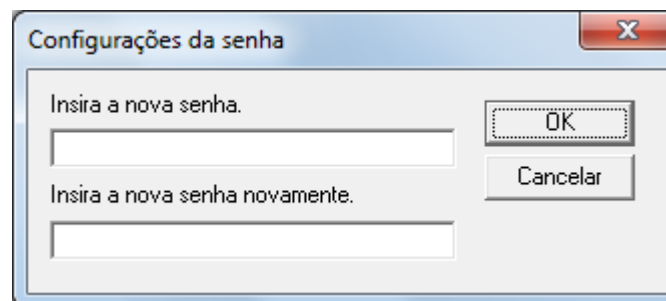 Configurações da senha
Insira a nova senha.
OK
Cancelar
Insira a nova senha novamente.